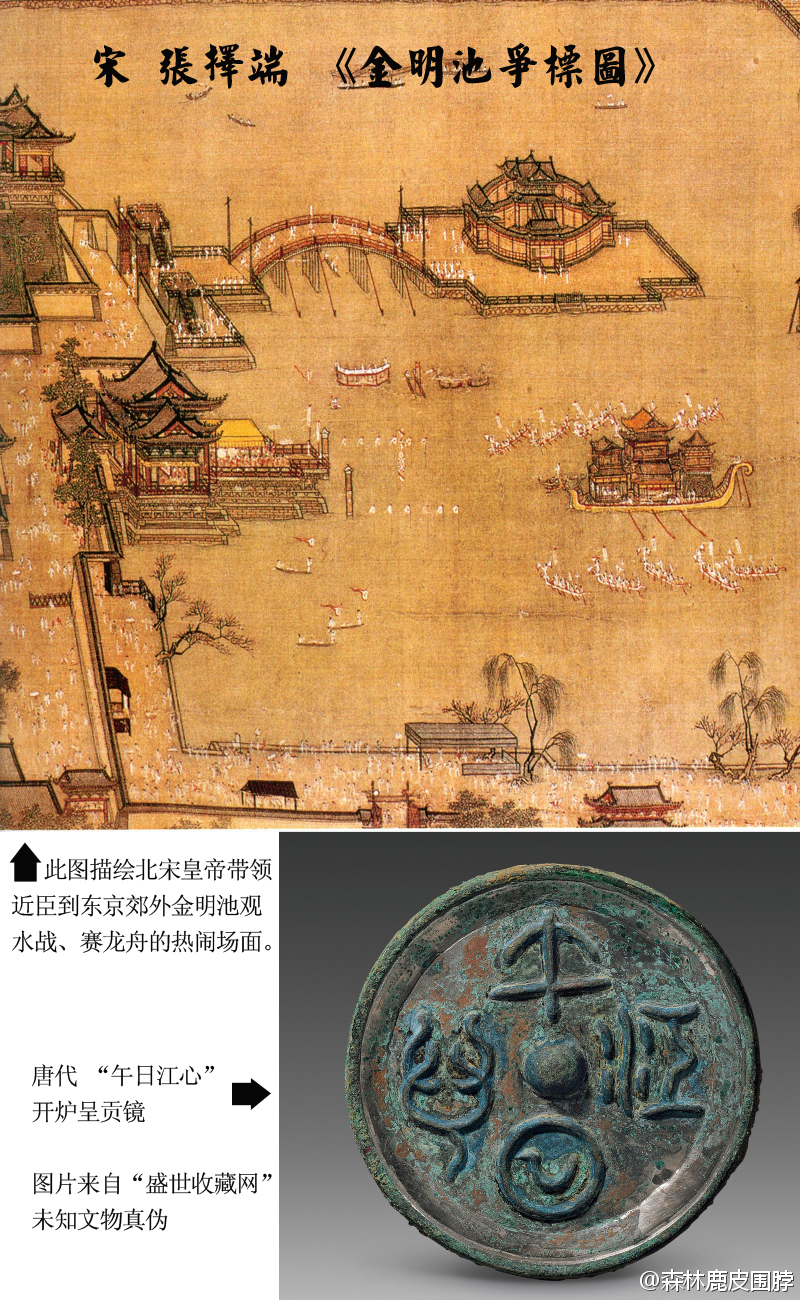 宋 張擇端 《金明池爭標圖》
此图描绘北宋皇帝带领
近臣到东京郊外金明池观
水战、赛龙舟的热闹场面。
唐代 “午日江心”
开炉呈贡镜
图片来自“盛世收藏网”
未知文物真伪
@森林鹿皮围脖